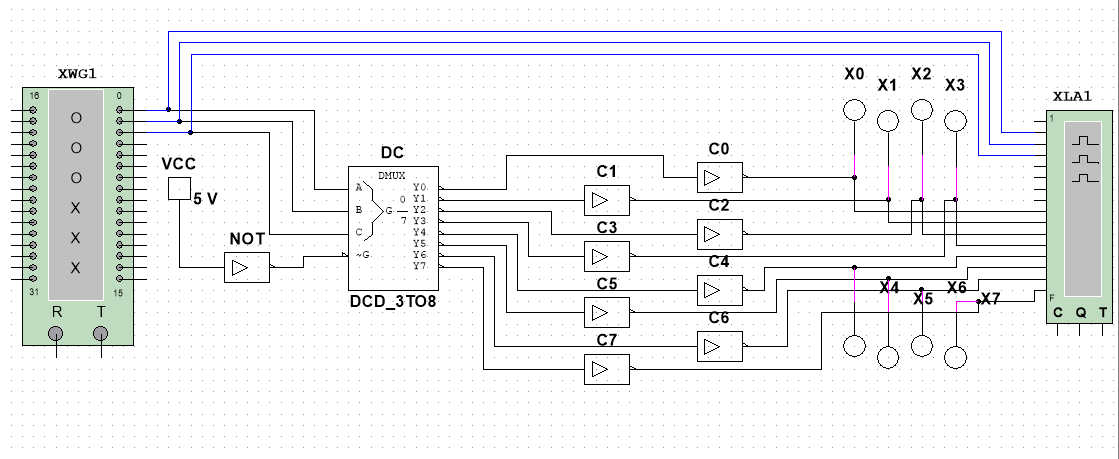 XWG1
16
0
O
O
O
X
X
X
31
15
R
T
VCC
5 V
NOT
DC
DMUX
A
B
C
~G
G
0
7
Y0
Y1
Y2
Y3
Y4
Y5
Y6
Y7
DCD_3TO8
C0
C1
C2
C3
C4
C5
C6
C7
X0
X1
X2
X3
X4
X5
X6
X7
XLA1
1
F
C
Q
T